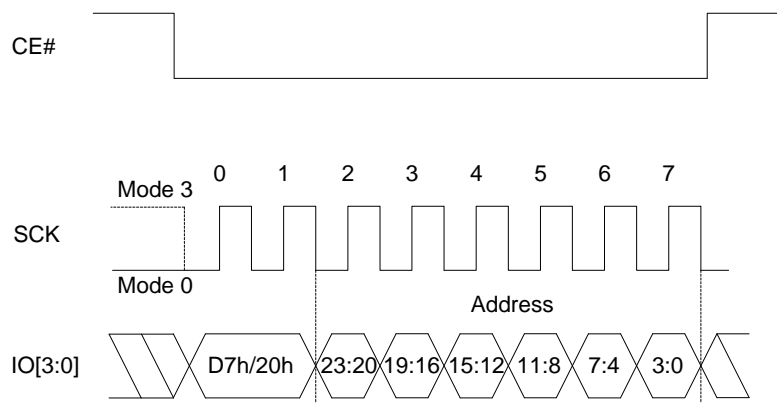 CE#
0 1 2 3 4 5 6 7
Mode 3
SCK
Mode 0
Address
IO[3:0] D7h/20h 23:20 19:16 15:12 11:8 7:4 3:0